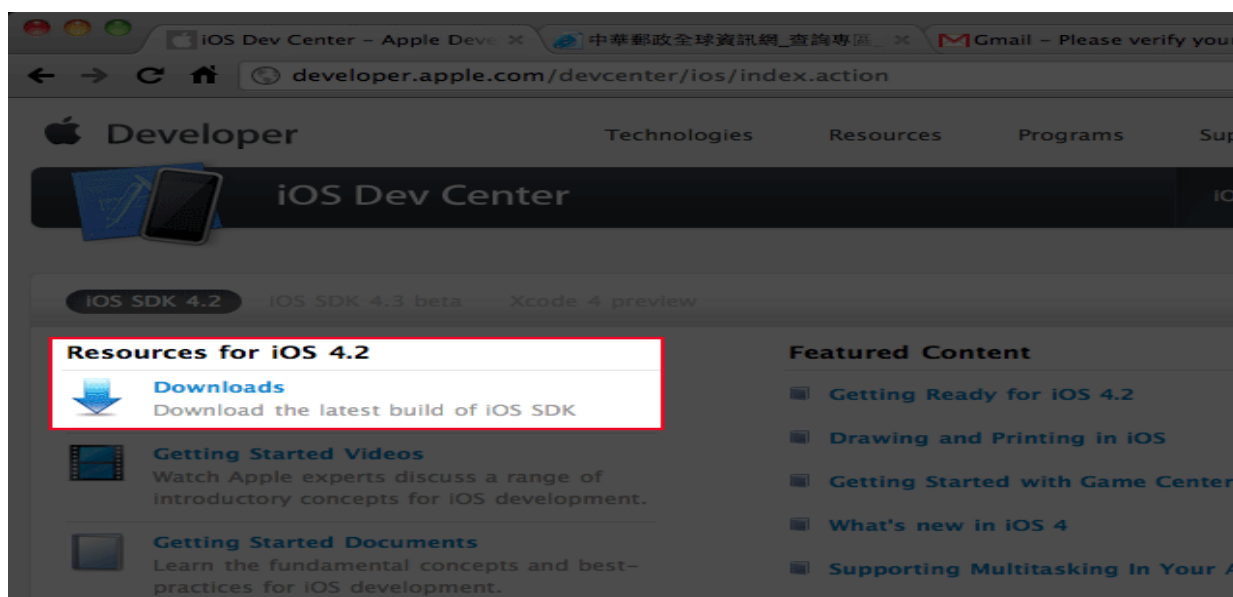 iOS Dev Center – Apple Deve
中華郵政全球資訊網_查詢專區_
Gmail – Please verify your
developer.apple.com/devcenter/ios/index.action
Developer
Technologies
Resources
Programs
Sup
iOS Dev Center
iO
iOS SDK 4.2
iOS SDK 4.3 beta
Xcode 4 preview
Resources for iOS 4.2
Downloads
Download the latest build of iOS SDK
Getting Started Videos
Watch Apple experts discuss a range of
introductory concepts for iOS development.
Getting Started Documents
Learn the fundamental concepts and best–
practices for iOS development.
Featured Content
Getting Ready for iOS 4.2
Drawing and Printing in iOS
Getting Started with Game Center
What's new in iOS 4
Supporting Multitasking In Your A